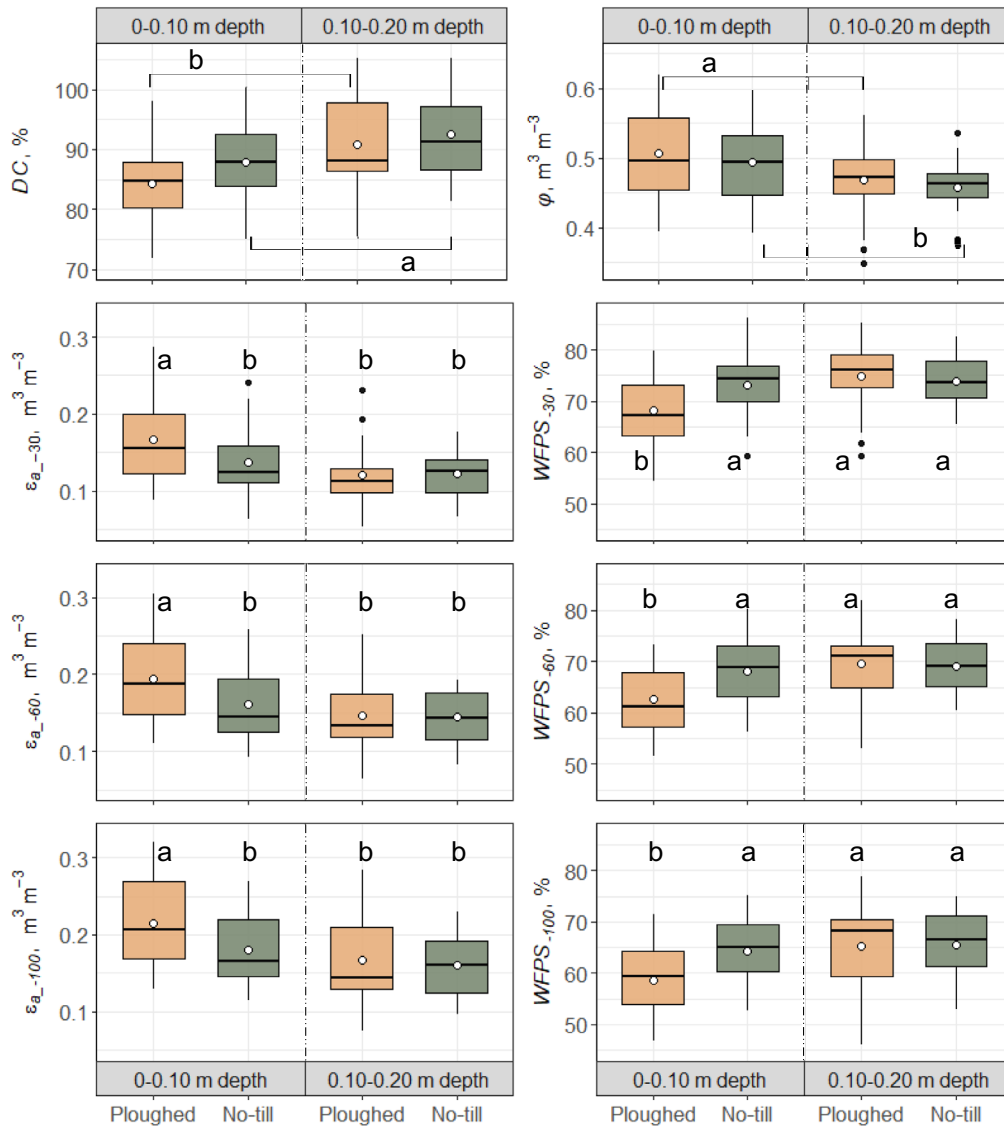 0-0.10 m depth 0.10-0.20 m depth
DC, %
100
90
80
70
b
a
0-0.10 m depth 0.10-0.20 m depth
φ, m³ m⁻³
0.6
0.5
0.4
a
b
εa_−30, m³ m⁻³
0.3
0.2
0.1
a b b b
WFPS-30, %
80
70
60
50
b a a a
εa_-60, m³ m⁻³
0.3
0.2
0.1
a b b b
WFPS-60, %
80
70
60
50
b a a a
εa_-100, m³ m⁻³
0.3
0.2
0.1
a b b b
0-0.10 m depth 0.10-0.20 m depth
Ploughed No-till Ploughed No-till
WFPS-100, %
80
70
60
50
b a a a
0-0.10 m depth 0.10-0.20 m depth
Ploughed No-till Ploughed No-till